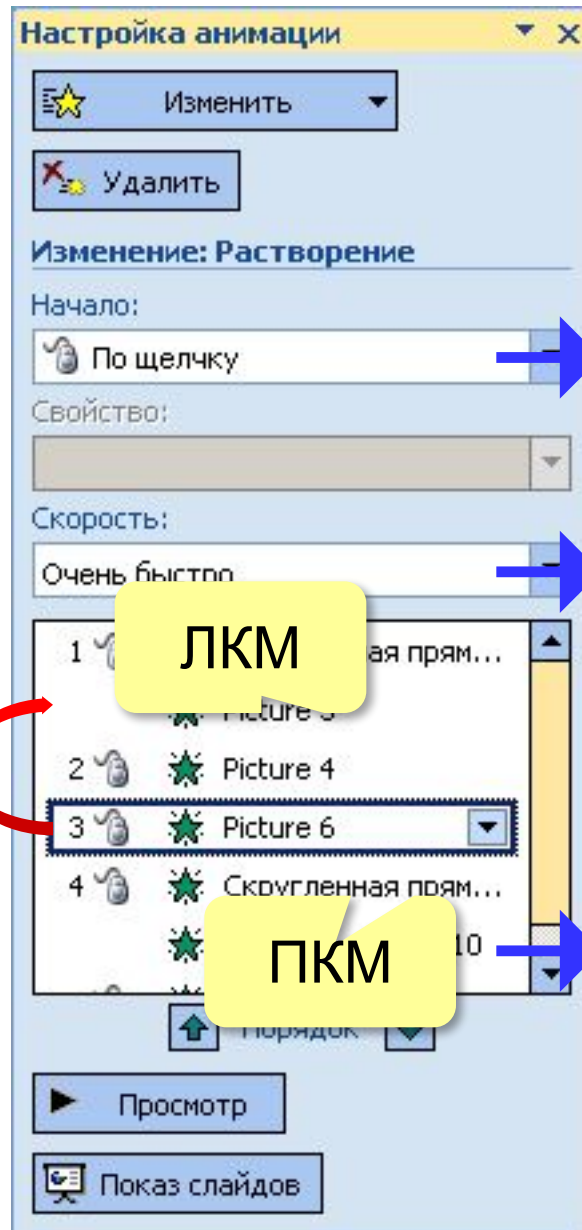 Настройка анимации
Изменить
Удалить
Изменение: Растворение
Начало:
По щелчку
Свойство:
Скорость:
Очень быстро
ЛКМ
1 ая прям...
2 Picture 4
3 Picture 6
4 Скругленная прям...
ПКМ
10
Порядок
Просмотр
Показ слайдов